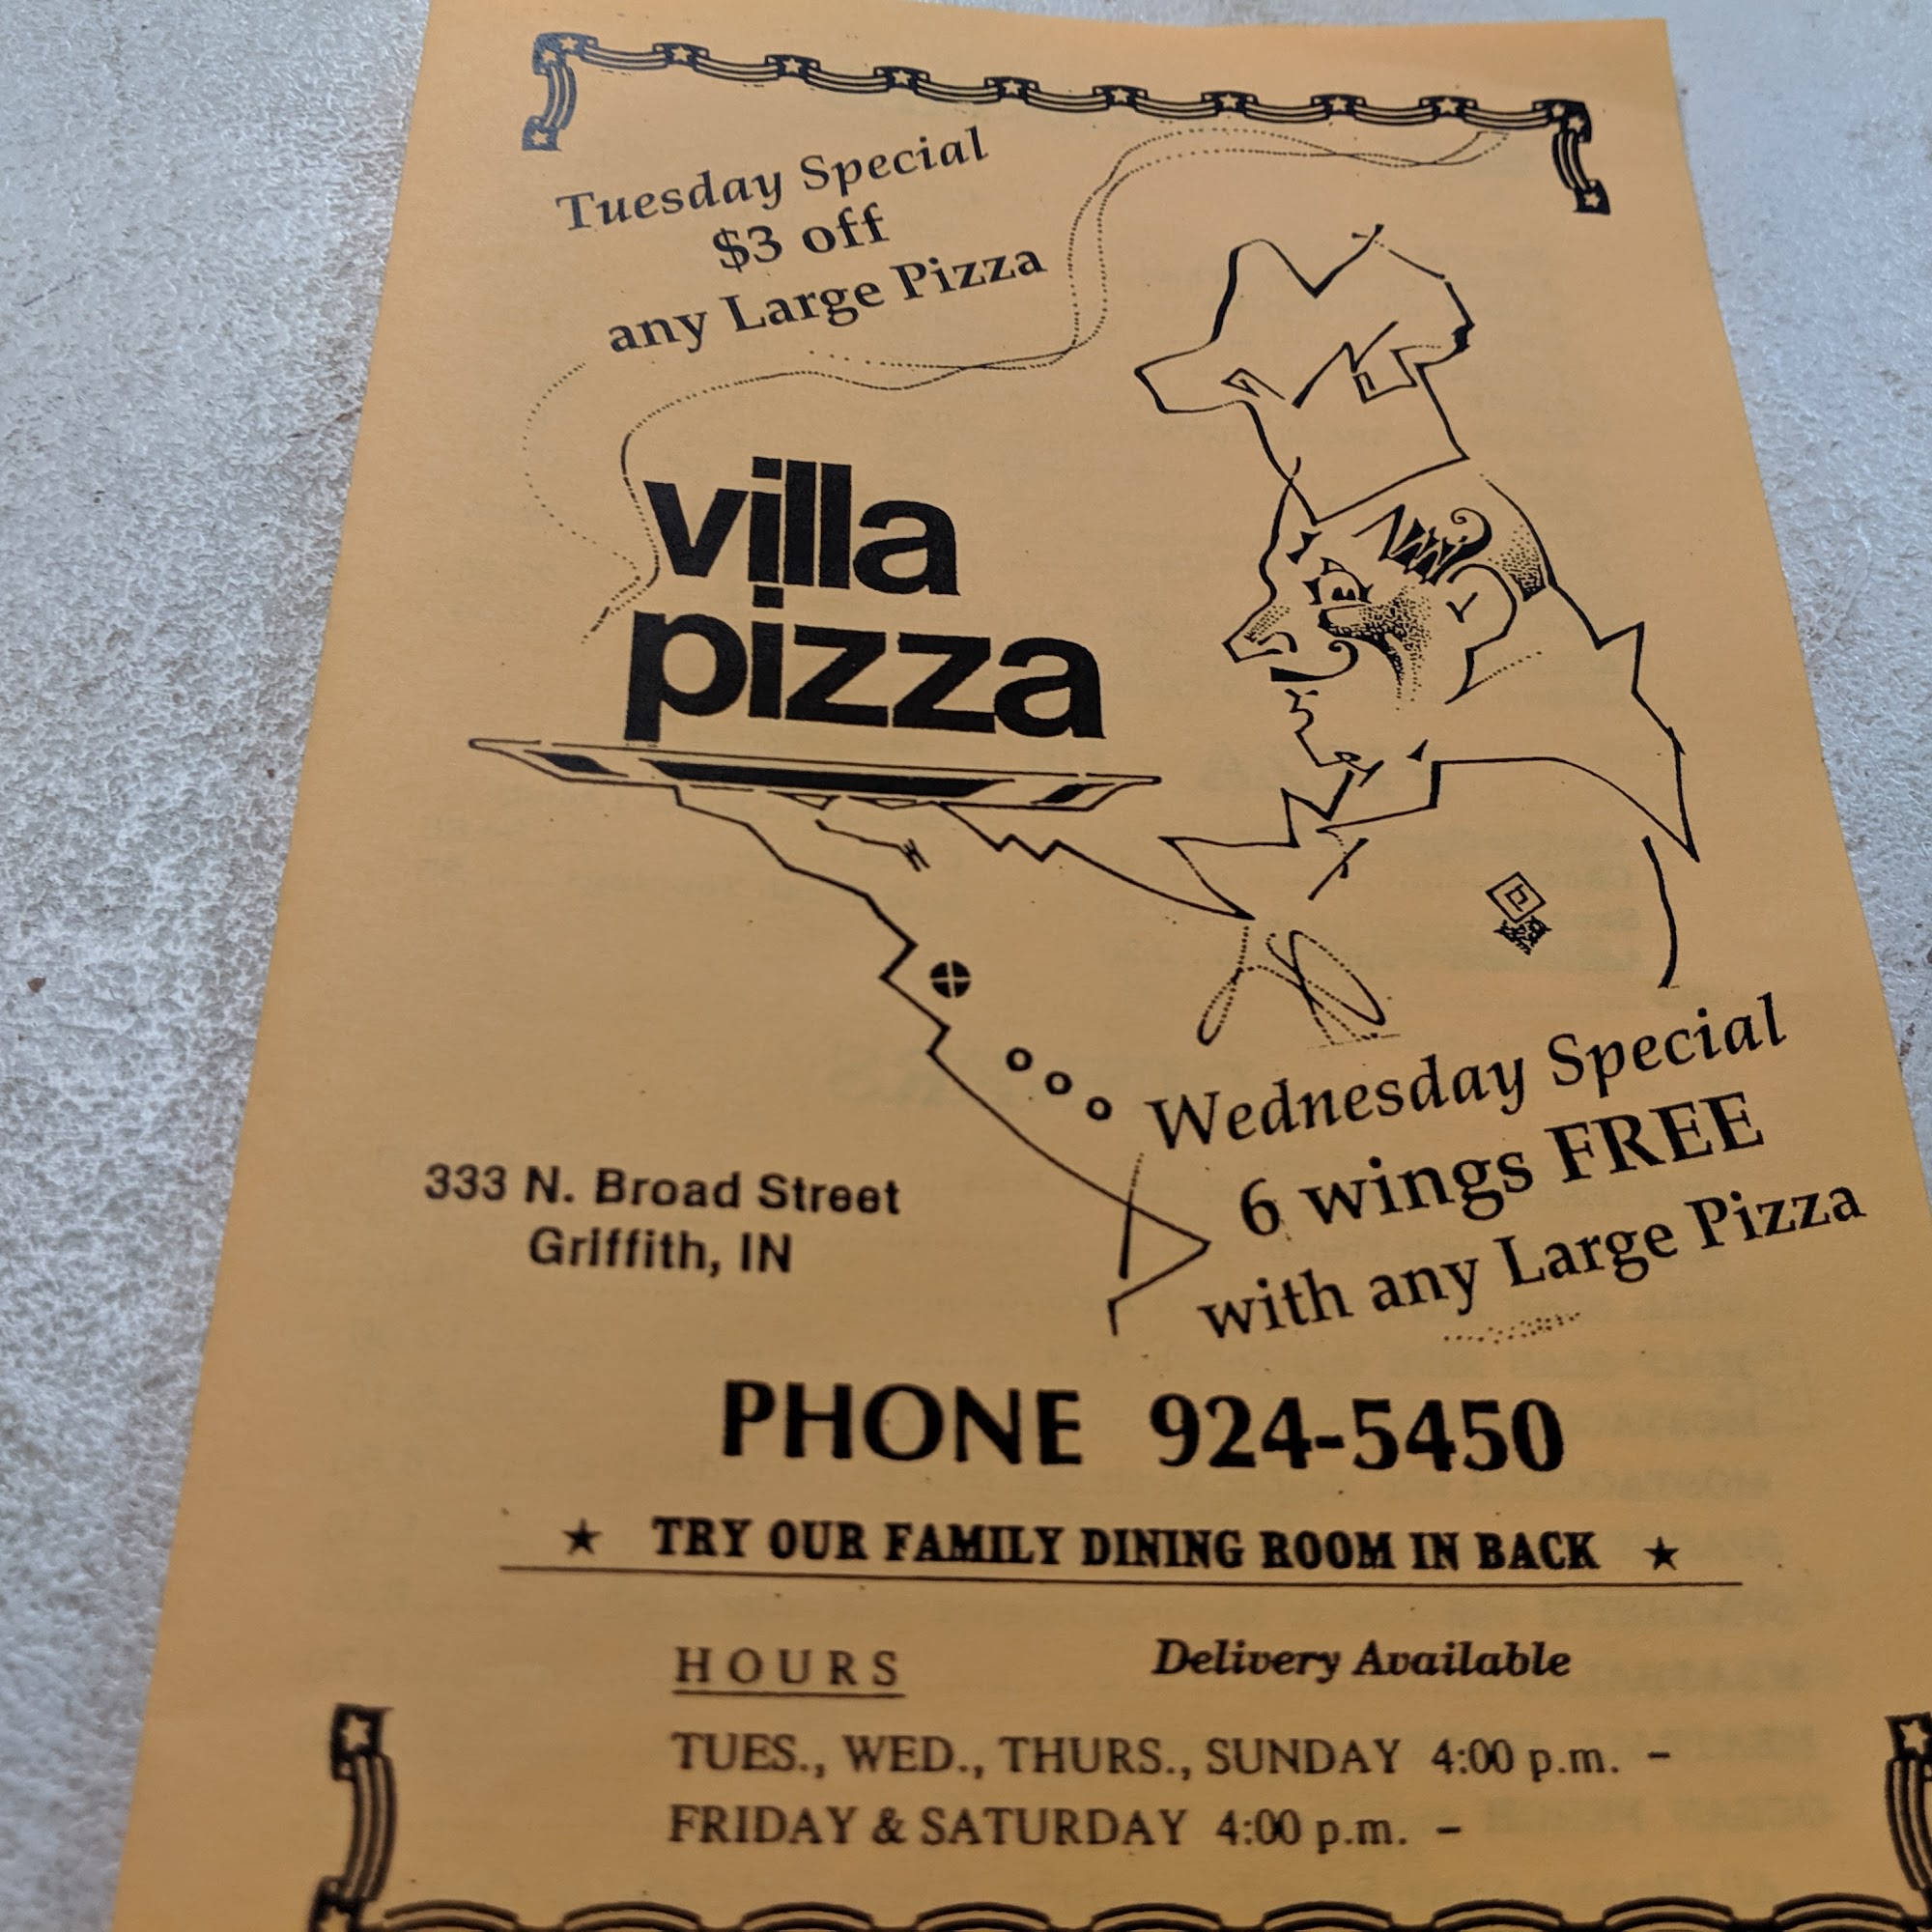 Tuesday Special
$3 off
any Large Pizza
villa
pizza
Wednesday Special
6 wings FREE
with any Large Pizza
333 N. Broad Street
Griffith, IN
PHONE 924-5450
★ TRY OUR FAMILY DINING ROOM IN BACK ★
HOURS
Delivery Available
TUES., WED., THURS., SUNDAY 4:00 p.m. –
FRIDAY & SATURDAY 4:00 p.m. –